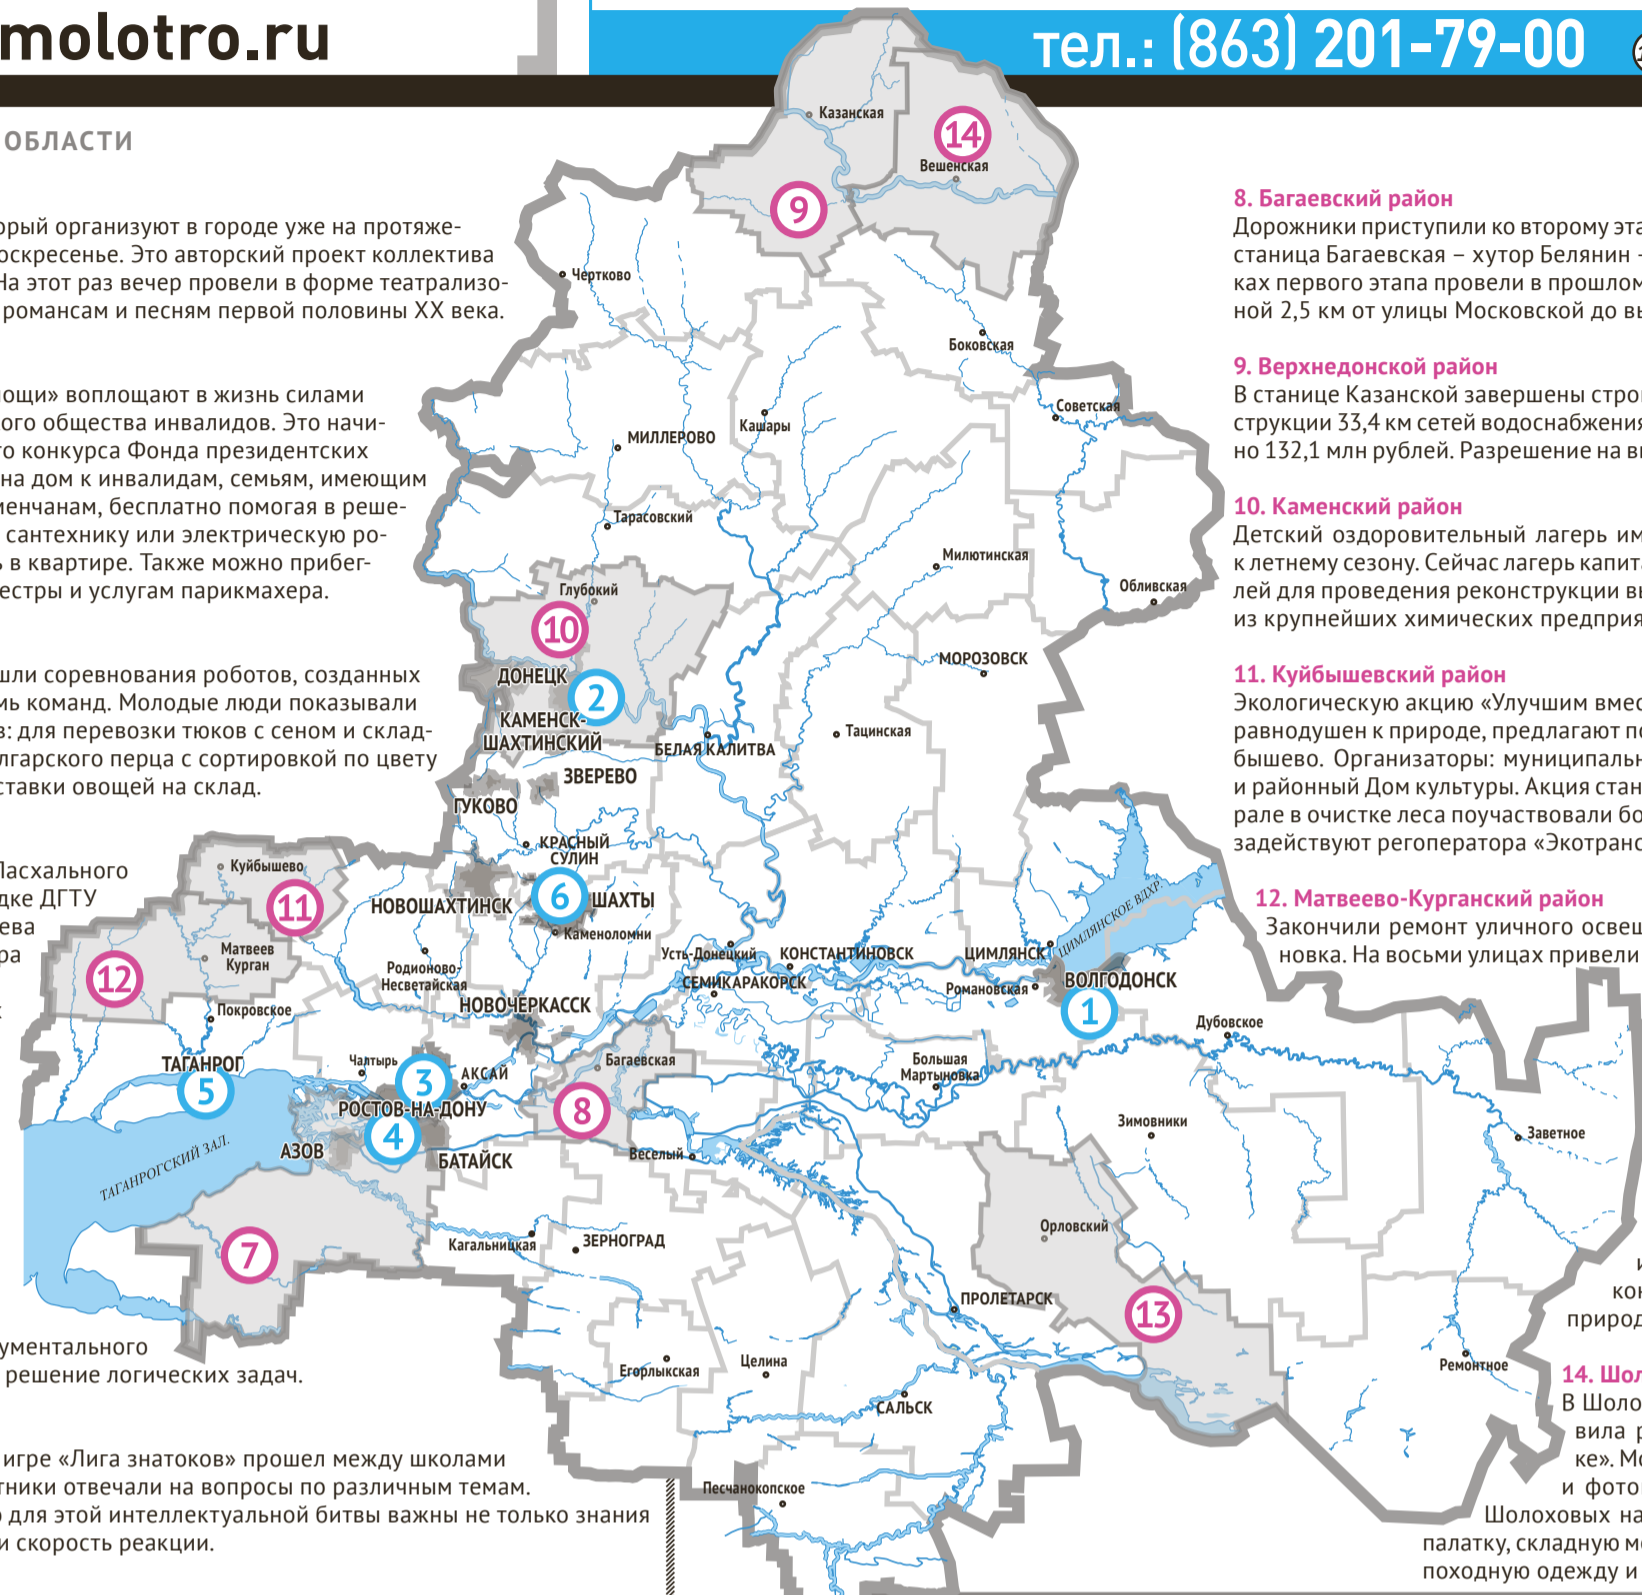 molotro.ru
тел.: (863) 201-79-00
ОБЛАСТИ
орый организуют в городе уже на протяже-
оскресенье. Это авторский проект коллектива
На этот раз вечер провели в форме театрализо-
романсам и песням первой половины XX века.
ощи» воплощают в жизнь силами
ого общества инвалидов. Это начи-
го конкурса Фонда президентских
на дом к инвалидам, семьям, имеющим
менчанам, бесплатно помогая в реше-
сантехнику или электрическую ро-
ь в квартире. Также можно прибег-
естры и услугам парикмахера.
шли соревнования роботов, созданных
мь команд. Молодые люди показывали
в: для перевозки тюков с сеном и склад-
лгарского перца с сортировкой по цвету
ставки овощей на склад.
Пасхального
дке ДГТУ
ева
ра
ументального
решение логических задач.
игре «Лига знатоков» прошел между школами
тники отвечали на вопросы по различным темам.
о для этой интеллектуальной битвы важны не только знания
и скорость реакции.
Казанская
14
Вешенская
9
Чертково
Боковская
Советская
Кашары
МИЛЛЕРОВО
Тарасовский
Милютинская
Обливская
Глубокий
10
МОРОЗОВСК
ДОНЕЦК
2
КАМЕНСК-
ШАХТИНСКИЙ
БЕЛАЯ КАЛИТВА
Тацинская
ЗВЕРЕВО
ГУКОВО
КРАСНЫЙ
СУЛИН
Куйбышево
11
НОВОШАХТИНСК
6
ШАХТЫ
Каменоломни
ЦИМЛЯНСКОЕ ВДХР.
Матвеев
Курган
12
Родионово-
Несветайская
Усть-Донецкий
КОНСТАНТИНОВСК
ЦИМЛЯНСК
СЕМИКАРАКОРСК
Романовская
ВОЛГОДОНСК
1
НОВОЧЕРКАССК
Покровское
Дубовское
ТАГАНРОГ
5
Чалтырь
3
АКСАЙ
Багаевская
Большая
Мартыновка
РОСТОВ-НА-ДОНУ
8
4
Зимовники
Заветное
АЗОВ
БАТАЙСК
Веселый
ТАГАНРОГСКИЙ ЗАЛ.
7
Кагальницкая
ЗЕРНОГРАД
Орловский
ПРОЛЕТАРСК
13
Егорлыкская
Целина
САЛЬСК
Ремонтное
Песчанокопское
8. Багаевский район
Дорожники приступили ко второму эта
станица Багаевская – хутор Белянин –
ках первого этапа провели в прошлом
ной 2,5 км от улицы Московской до вы
9. Верхнедонской район
В станице Казанской завершены строи
струкции 33,4 км сетей водоснабжения
но 132,1 млн рублей. Разрешение на вв
10. Каменский район
Детский оздоровительный лагерь им
к летнему сезону. Сейчас лагерь капита
лей для проведения реконструкции вы
из крупнейших химических предприя
11. Куйбышевский район
Экологическую акцию «Улучшим вмес
равнодушен к природе, предлагают по
бышево. Организаторы: муниципальн
и районный Дом культуры. Акция стан
рале в очистке леса поучаствовали бо
задействуют регоператора «Экотранс
12. Матвеево-Курганский район
Закончили ремонт уличного освещ
новка. На восьми улицах привели
кон
природ
14. Шол
В Шоло
вила р
ке». Мо
и фото
Шолоховых на
палатку, складную ме
походную одежду и